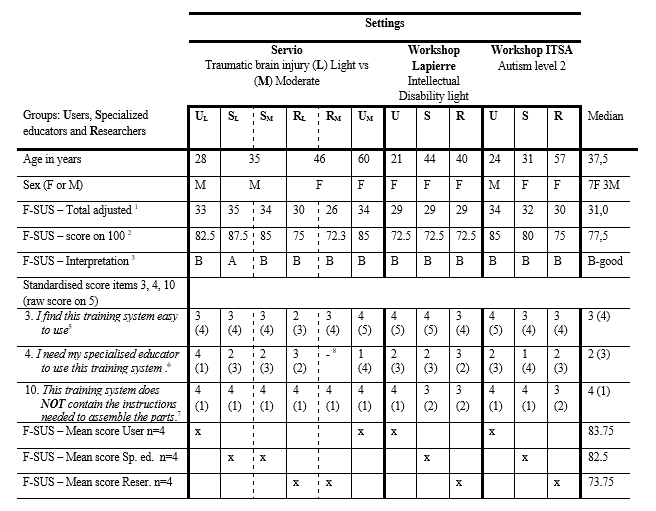 Settings
Servio
Traumatic brain injury (L) Light vs
(M) Moderate
Workshop
Lapierre
Intellectual
Disability light
Workshop ITSA
Autism level 2
Groups: Users, Specialized
educators and Researchers
UL SL SM RL RM UM U S R U S R Median
Age in years 28 35 46 60 21 44 40 24 31 57 37,5
Sex (F or M) M M F F F F F M F F 7F 3M
F-SUS – Total adjusted 1 33 35 34 30 26 34 29 29 29 34 32 30 31,0
F-SUS – score on 100 2 82.5 87.5 85 75 72.3 85 72.5 72.5 72.5 85 80 75 77,5
F-SUS – Interpretation 3 B A B B B B B B B B B B B-good
Standardised score items 3, 4, 10
(raw score on 5)
3. I find this training system easy 3 3 3 2 3 4 4 4 3 4 3 3 3 (4)
to use5 (4) (4) (4) (3) (4) (5) (5) (5) (4) (5) (4) (4)
4. I need my specialised educator 4 2 2 3 - 8 1 2 2 3 2 1 2 2 (3)
to use this training system .6 (1) (3) (3) (2) (4) (3) (3) (2) (3) (4) (3)
10. This training system does 4 4 4 4 4 4 4 3 3 4 4 3 4 (1)
NOT contain the instructions (1) (1) (1) (1) (1) (1) (1) (2) (2) (1) (1) (2)
needed to assemble the parts.7
F-SUS – Mean score User n=4 x x x x 83.75
F-SUS – Mean score Sp. ed. n=4 x x x x 82.5
F-SUS – Mean score Reser. n=4 x x x x 73.75